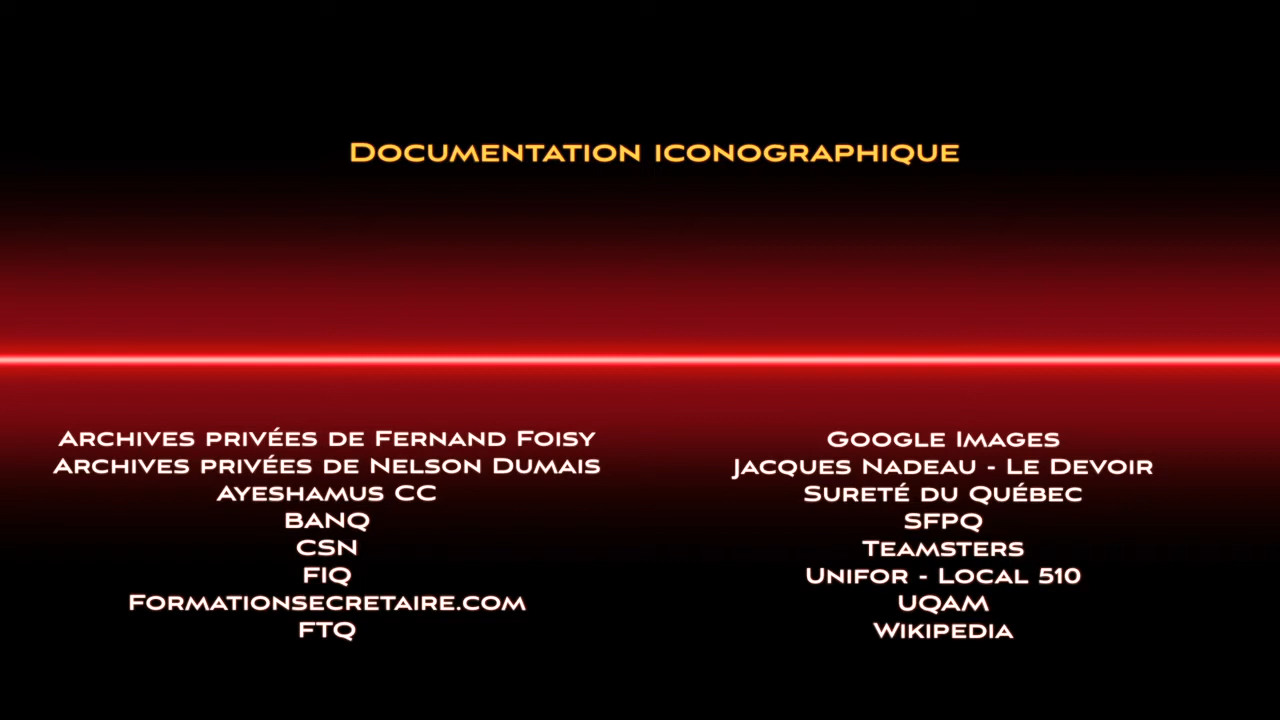 Documentation iconographique
Archives privées de Fernand Foisy
Archives privées de Nelson Dumais
Ayeshamus CC
BANQ
CSN
FIQ
Formationsecretaire.com
FTQ
Google Images
Jacques Nadeau - Le Devoir
Sureté du Québec
SFPQ
Teamsters
Unifor - Local 510
UQAM
Wikipedia